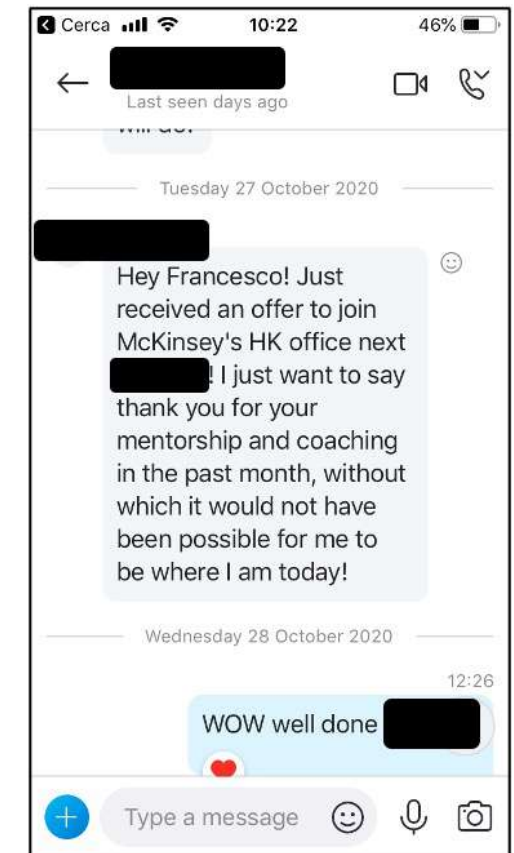 Cerca 10:22 46%
Last seen days ago
Tuesday 27 October 2020
Hey Francesco! Just
received an offer to join
McKinsey's HK office next
! I just want to say
thank you for your
mentorship and coaching
in the past month, without
which it would not have
been possible for me to
be where I am today!
Wednesday 28 October 2020
12:26
WOW well done
Type a message